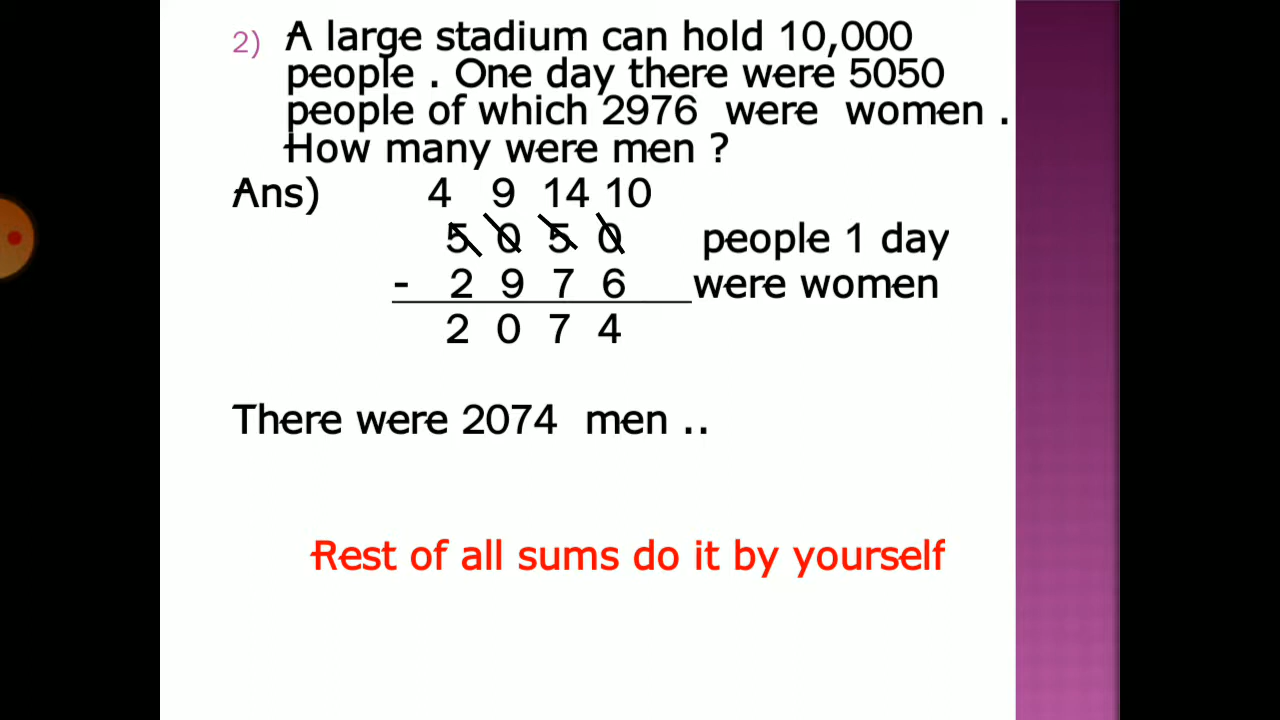 2) A large stadium can hold 10,000
people . One day there were 5050
people of which 2976 were women .
How many were men ?
Ans) 4 9 14 10
5 0 5 0 people 1 day
- 2 9 7 6 were women
2 0 7 4
There were 2074 men ..
Rest of all sums do it by yourself